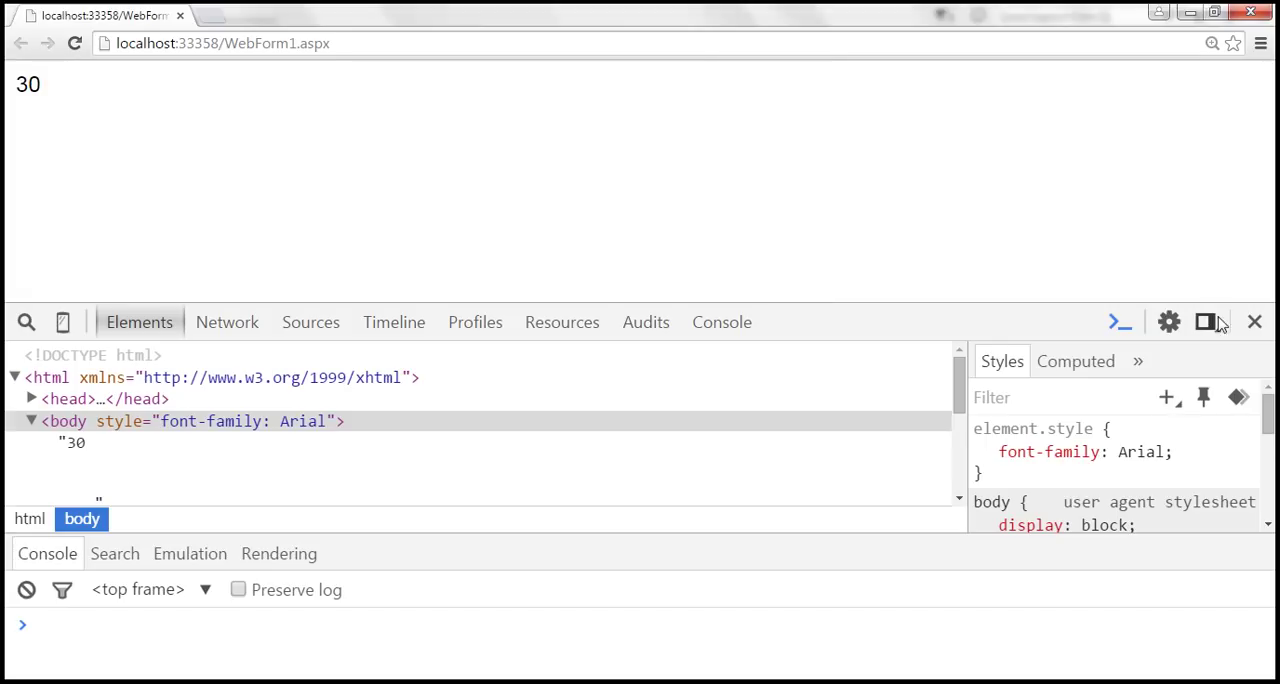 localhost:33358/WebForm
localhost:33358/WebForm1.aspx
30
Elements Network Sources Timeline Profiles Resources Audits Console
<!DOCTYPE html>
<html xmlns="http://www.w3.org/1999/xhtml">
<head>…</head>
<body style="font-family: Arial">
"30
"
html body
Styles Computed »
Filter
element.style {
font-family: Arial;
}
body { user agent stylesheet
display: block;
Console Search Emulation Rendering
<top frame> ▼ Preserve log
>